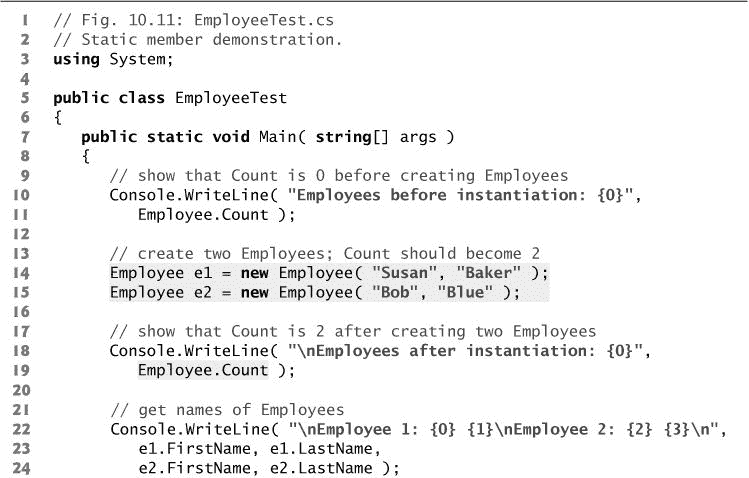 1 // Fig. 10.11: EmployeeTest.cs
2 // Static member demonstration.
3 using System;
4
5 public class EmployeeTest
6 {
7 public static void Main( string[] args )
8 {
9 // show that Count is 0 before creating Employees
10 Console.WriteLine( "Employees before instantiation: {0}",
11 Employee.Count );
12
13 // create two Employees; Count should become 2
14 Employee e1 = new Employee( "Susan", "Baker" );
15 Employee e2 = new Employee( "Bob", "Blue" );
16
17 // show that Count is 2 after creating two Employees
18 Console.WriteLine( "\nEmployees after instantiation: {0}",
19 Employee.Count );
20
21 // get names of Employees
22 Console.WriteLine( "\nEmployee 1: {0} {1}\nEmployee 2: {2} {3}\n",
23 e1.FirstName, e1.LastName,
24 e2.FirstName, e2.LastName );